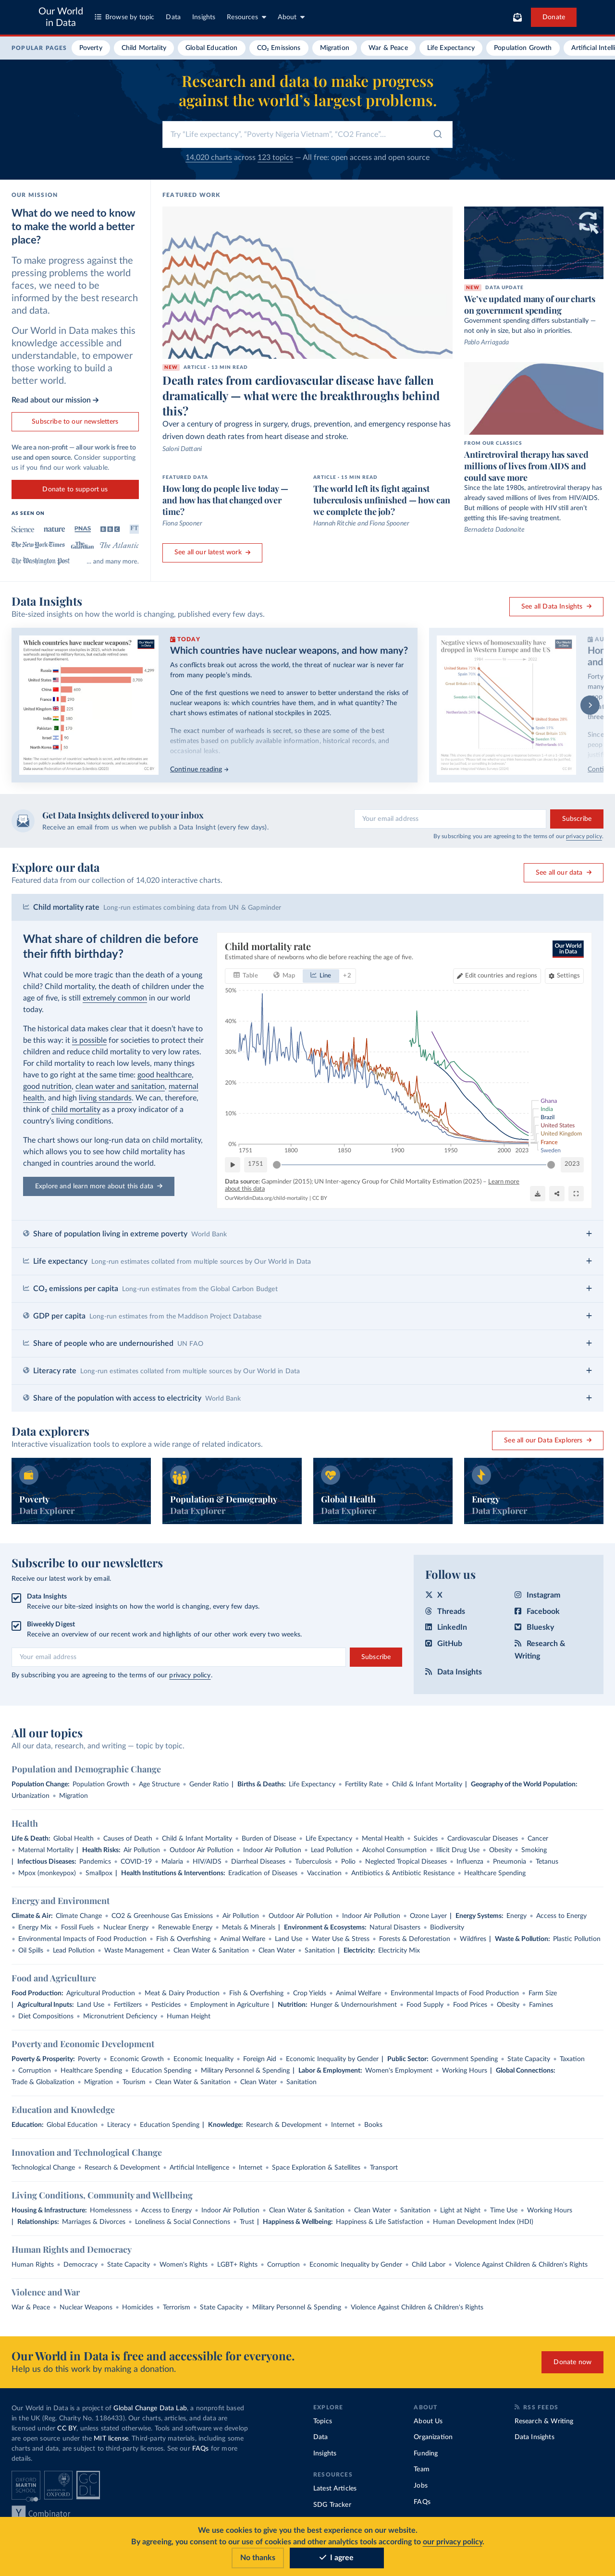 Our World
in Data
Browse by topic
Data
Insights
Resources
About
Donate
POPULAR PAGES
Poverty
Child Mortality
Global Education
CO₂ Emissions
Migration
War & Peace
Life Expectancy
Population Growth
Artificial Intelli
Research and data to make progress
against the world's largest problems.
Try "Life expectancy", "Poverty Nigeria Vietnam", "CO2 France"...
14,020 charts across 123 topics — All free: open access and open source
OUR MISSION
What do we need to know
to make the world a better
place?
To make progress against the
pressing problems the world
faces, we need to be
informed by the best research
and data.
Our World in Data makes this
knowledge accessible and
understandable, to empower
those working to build a
better world.
Read about our mission →
Subscribe to our newsletters
We are a non-profit — all our work is free to
use and open source. Consider supporting
us if you find our work valuable.
Donate to support us
AS SEEN ON
Science
nature
PNAS
BBC
FT
The New York Times
The Guardian
The Atlantic
The Washington Post
... and many more.
FEATURED WORK
NEW ARTICLE · 13 MIN READ
Death rates from cardiovascular disease have fallen
dramatically — what were the breakthroughs behind
this?
Over a century of progress in surgery, drugs, prevention, and emergency response has
driven down death rates from heart disease and stroke.
Saloni Dattani
FEATURED DATA
How long do people live today —
and how has that changed over
time?
Fiona Spooner
ARTICLE · 15 MIN READ
The world left its fight against
tuberculosis unfinished — how can
we complete the job?
Hannah Ritchie and Fiona Spooner
See all our latest work →
NEW DATA UPDATE
We've updated many of our charts
on government spending
Government spending differs substantially —
not only in size, but also in priorities.
Pablo Arriagada
FROM OUR CLASSICS
Antiretroviral therapy has saved
millions of lives from AIDS and
could save more
Since the late 1980s, antiretroviral therapy has
already saved millions of lives from HIV/AIDS.
But millions of people with HIV still aren't
getting this life-saving treatment.
Bernadeta Dadonaite
Data Insights
Bite-sized insights on how the world is changing, published every few days.
See all Data Insights →
Which countries have nuclear weapons?
Russia
United States
China
France
United Kingdom
India
Pakistan
Israel
North Korea
TODAY
Which countries have nuclear weapons, and how many?
As conflicts break out across the world, the threat of nuclear war is never far
from many people's minds.
One of the first questions we need to answer to better understand the risks of
nuclear weapons is: which countries have them, and in what quantity? The
chart shows estimates of national stockpiles in 2025.
The exact number of warheads is secret, so these are some of the best
estimates based on publicly available information, historical records, and
occasional leaks.
Continue reading →
Negative views of homosexuality have
dropped in Western Europe and the US
Get Data Insights delivered to your inbox
Receive an email from us when we publish a Data Insight (every few days).
Your email address
Subscribe
By subscribing you are agreeing to the terms of our privacy policy.
Explore our data
Featured data from our collection of 14,020 interactive charts.
See all our data →
Child mortality rate Long-run estimates combining data from UN & Gapminder
What share of children die before
their fifth birthday?
What could be more tragic than the death of a young
child? Child mortality, the death of children under the
age of five, is still extremely common in our world
today.
The historical data makes clear that it doesn't have to
be this way: it is possible for societies to protect their
children and reduce child mortality to very low rates.
For child mortality to reach low levels, many things
have to go right at the same time: good healthcare,
good nutrition, clean water and sanitation, maternal
health, and high living standards. We can, therefore,
think of child mortality as a proxy indicator of a
country's living conditions.
The chart shows our long-run data on child mortality,
which allows you to see how child mortality has
changed in countries around the world.
Explore and learn more about this data →
Child mortality rate
Estimated share of newborns who die before reaching the age of five.
Our World
in Data
Table
Map
Line
+2
Edit countries and regions
Settings
50%
40%
30%
20%
10%
0%
1751
1800
1850
1900
1950
2000
2023
Ghana
India
Brazil
United States
United Kingdom
France
Sweden
1751
2023
Data source: Gapminder (2015); UN Inter-agency Group for Child Mortality Estimation (2025) – Learn more
about this data
OurWorldinData.org/child-mortality | CC BY
Share of population living in extreme poverty World Bank
Life expectancy Long-run estimates collated from multiple sources by Our World in Data
CO₂ emissions per capita Long-run estimates from the Global Carbon Budget
GDP per capita Long-run estimates from the Maddison Project Database
Share of people who are undernourished UN FAO
Literacy rate Long-run estimates collated from multiple sources by Our World in Data
Share of the population with access to electricity World Bank
Data explorers
Interactive visualization tools to explore a wide range of related indicators.
See all our Data Explorers →
Poverty
Data Explorer
Population & Demography
Data Explorer
Global Health
Data Explorer
Energy
Data Explorer
Subscribe to our newsletters
Receive our latest work by email.
Data Insights
Receive our bite-sized insights on how the world is changing, every few days.
Biweekly Digest
Receive an overview of our recent work and highlights of our other work every two weeks.
Your email address
Subscribe
By subscribing you are agreeing to the terms of our privacy policy.
Follow us
X
Instagram
Threads
Facebook
LinkedIn
Bluesky
GitHub
Research &
Writing
Data Insights
All our topics
All our data, research, and writing — topic by topic.
Population and Demographic Change
Population Change: Population Growth • Age Structure • Gender Ratio | Births & Deaths: Life Expectancy • Fertility Rate • Child & Infant Mortality | Geography of the World Population:
Urbanization • Migration
Health
Life & Death: Global Health • Causes of Death • Child & Infant Mortality • Burden of Disease • Life Expectancy • Mental Health • Suicides • Cardiovascular Diseases • Cancer
• Maternal Mortality | Health Risks: Air Pollution • Outdoor Air Pollution • Indoor Air Pollution • Lead Pollution • Alcohol Consumption • Illicit Drug Use • Obesity • Smoking
| Infectious Diseases: Pandemics • COVID-19 • Malaria • HIV/AIDS • Diarrheal Diseases • Tuberculosis • Polio • Neglected Tropical Diseases • Influenza • Pneumonia • Tetanus
• Mpox (monkeypox) • Smallpox | Health Institutions & Interventions: Eradication of Diseases • Vaccination • Antibiotics & Antibiotic Resistance • Healthcare Spending
Energy and Environment
Climate & Air: Climate Change • CO2 & Greenhouse Gas Emissions • Air Pollution • Outdoor Air Pollution • Indoor Air Pollution • Ozone Layer | Energy Systems: Energy • Access to Energy
• Energy Mix • Fossil Fuels • Nuclear Energy • Renewable Energy • Metals & Minerals | Environment & Ecosystems: Natural Disasters • Biodiversity
• Environmental Impacts of Food Production • Fish & Overfishing • Animal Welfare • Land Use • Water Use & Stress • Forests & Deforestation • Wildfires | Waste & Pollution: Plastic Pollution
• Oil Spills • Lead Pollution • Waste Management • Clean Water & Sanitation • Clean Water • Sanitation | Electricity: Electricity Mix
Food and Agriculture
Food Production: Agricultural Production • Meat & Dairy Production • Fish & Overfishing • Crop Yields • Animal Welfare • Environmental Impacts of Food Production • Farm Size
| Agricultural Inputs: Land Use • Fertilizers • Pesticides • Employment in Agriculture | Nutrition: Hunger & Undernourishment • Food Supply • Food Prices • Obesity • Famines
• Diet Compositions • Micronutrient Deficiency • Human Height
Poverty and Economic Development
Poverty & Prosperity: Poverty • Economic Growth • Economic Inequality • Foreign Aid • Economic Inequality by Gender | Public Sector: Government Spending • State Capacity • Taxation
• Corruption • Healthcare Spending • Education Spending • Military Personnel & Spending | Labor & Employment: Women's Employment • Working Hours | Global Connections:
Trade & Globalization • Migration • Tourism • Clean Water & Sanitation • Clean Water • Sanitation
Education and Knowledge
Education: Global Education • Literacy • Education Spending | Knowledge: Research & Development • Internet • Books
Innovation and Technological Change
Technological Change • Research & Development • Artificial Intelligence • Internet • Space Exploration & Satellites • Transport
Living Conditions, Community and Wellbeing
Housing & Infrastructure: Homelessness • Access to Energy • Indoor Air Pollution • Clean Water & Sanitation • Clean Water • Sanitation • Light at Night • Time Use • Working Hours
| Relationships: Marriages & Divorces • Loneliness & Social Connections • Trust | Happiness & Wellbeing: Happiness & Life Satisfaction • Human Development Index (HDI)
Human Rights and Democracy
Human Rights • Democracy • State Capacity • Women's Rights • LGBT+ Rights • Corruption • Economic Inequality by Gender • Child Labor • Violence Against Children & Children's Rights
Violence and War
War & Peace • Nuclear Weapons • Homicides • Terrorism • State Capacity • Military Personnel & Spending • Violence Against Children & Children's Rights
Our World in Data is free and accessible for everyone.
Help us do this work by making a donation.
Donate now
Our World in Data is a project of Global Change Data Lab, a nonprofit based
in the UK (Reg. Charity No. 1186433). Our charts, articles, and data are
licensed under CC BY, unless stated otherwise. Tools and software we develop
are open source under the MIT license. Third-party materials, including some
charts and data, are subject to third-party licenses. See our FAQs for more
details.
OXFORD
MARTIN
SCHOOL
UNIVERSITY OF
OXFORD
GC
DL
Y Combinator
EXPLORE
Topics
Data
Insights
RESOURCES
Latest Articles
SDG Tracker
ABOUT
About Us
Organization
Funding
Team
Jobs
FAQs
RSS FEEDS
Research & Writing
Data Insights
We use cookies to give you the best experience on our website.
By agreeing, you consent to our use of cookies and other analytics tools according to our privacy policy.
No thanks
I agree